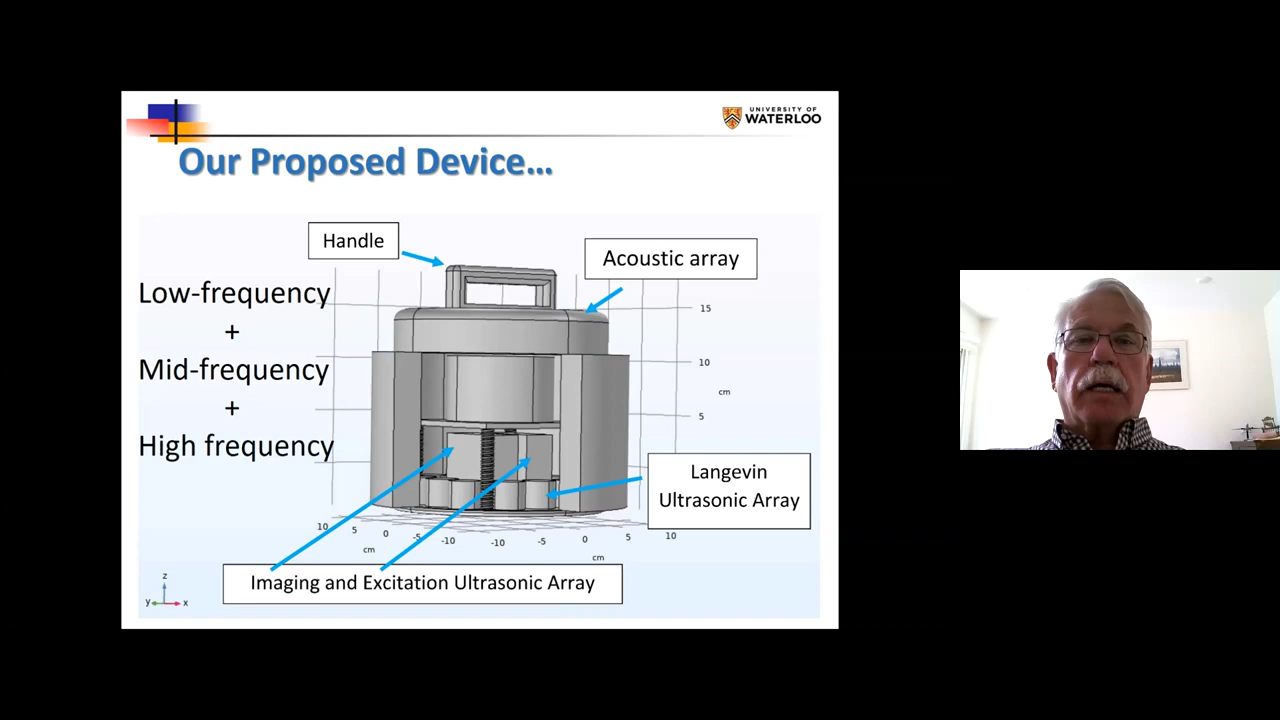 UNIVERSITY OF
WATERLOO
Our Proposed Device...
Handle
Acoustic array
Low-frequency
+
Mid-frequency
+
High frequency
15
10
cm
5
Langevin
Ultrasonic Array
10
5
0
-5
-10
cm
-10
-5
0
5
10
cm
Imaging and Excitation Ultrasonic Array
z
y
x